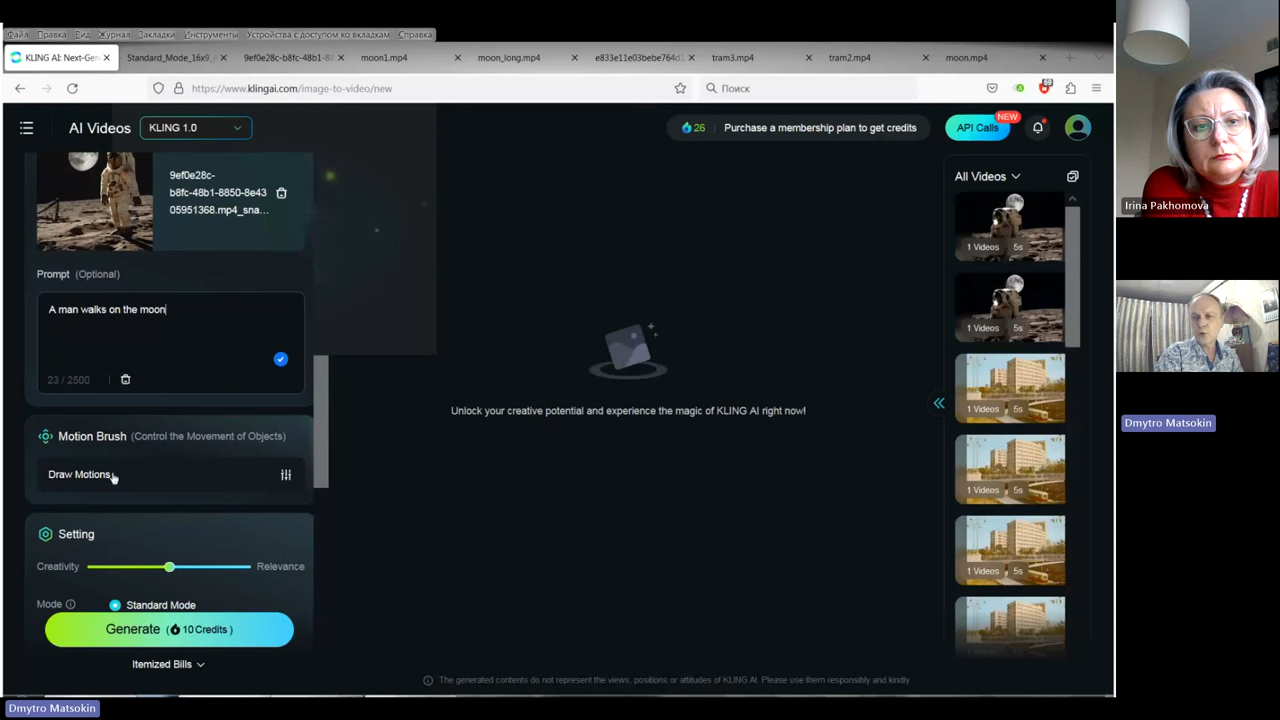 Файл Правка Вид Журнал Закладки Инструменты Устройства с доступом ко вкладкам Справка
KLING AI: Next-Gen Standard_Mode_16x9_ 9ef0e28c-b8fc-48b1-88 moon1.mp4 moon_long.mp4 e833e11e03bebe764d1 tram3.mp4 tram2.mp4 moon.mp4
https://www.klingai.com/image-to-video/new Поиск
AI Videos KLING 1.0 26 Purchase a membership plan to get credits API Calls NEW
9ef0e28c-
b8fc-48b1-8850-8e43
05951368.mp4_sna...
All Videos
1 Videos 5s
1 Videos 5s
1 Videos 5s
1 Videos 5s
1 Videos 5s
Prompt (Optional)
A man walks on the moon
23 / 2500
Unlock your creative potential and experience the magic of KLING AI right now!
Motion Brush (Control the Movement of Objects)
Draw Motions
Setting
Creativity Relevance
Mode Standard Mode
Generate ( 10 Credits )
Itemized Bills
The generated contents do not represent the views, positions or attitudes of KLING AI. Please use them responsibly and kindly.
Irina Pakhomova
Dmytro Matsokin
Dmytro Matsokin